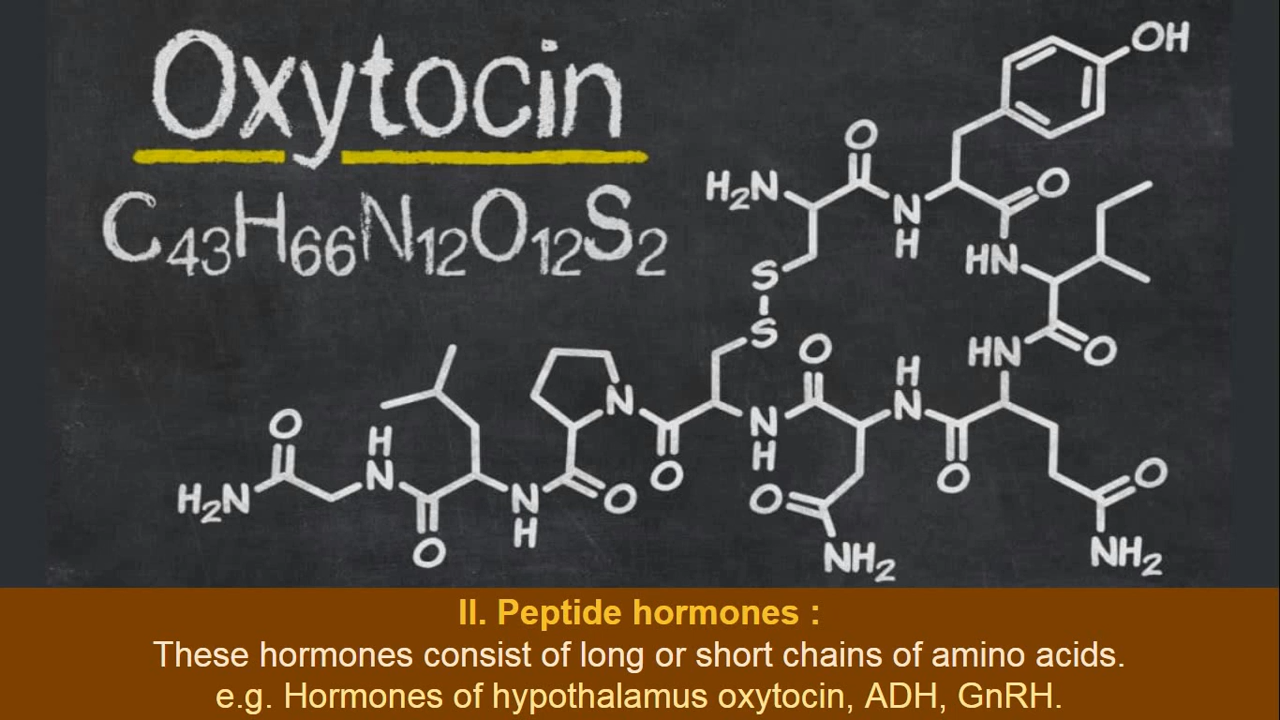 Oxytocin
C43H66N12O12S2
OH
O
H2N
O
N
H
S
HN
S
O
HN
O
H
N
O
N
H
O
N
H
O
O
O
H2N
N
H
O
O
NH2
O
NH2
II. Peptide hormones :
These hormones consist of long or short chains of amino acids.
e.g. Hormones of hypothalamus oxytocin, ADH, GnRH.